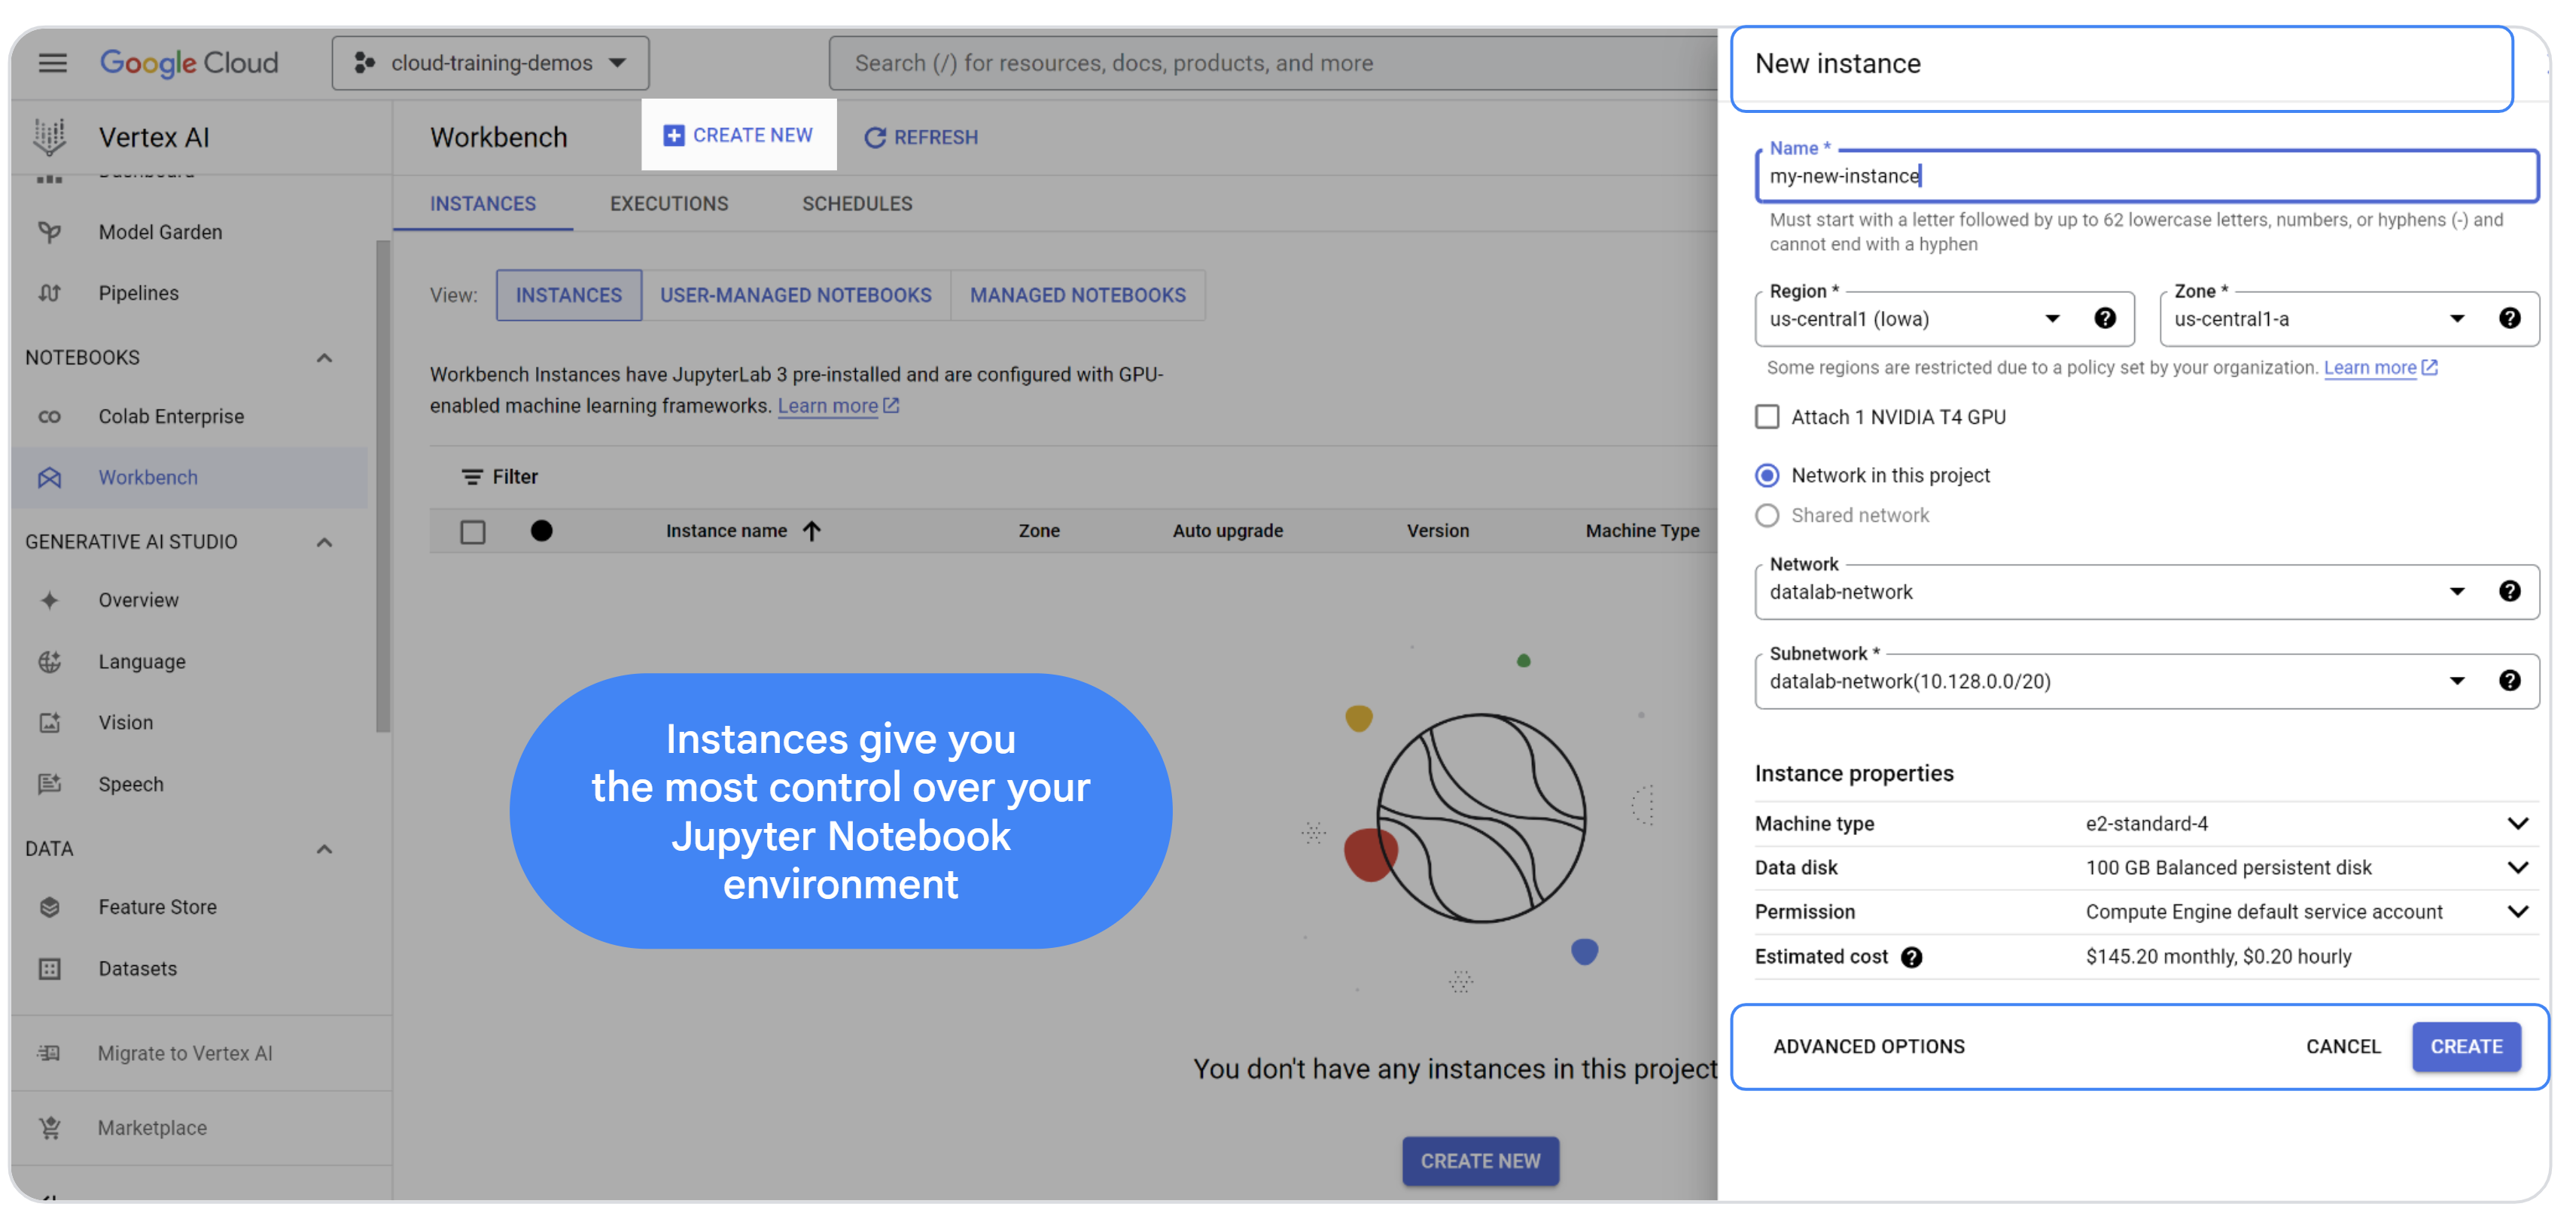 Google Cloud
cloud-training-demos
Search (/) for resources, docs, products, and more
Vertex AI
Dashboard
Model Garden
Pipelines
NOTEBOOKS
Colab Enterprise
Workbench
GENERATIVE AI STUDIO
Overview
Language
Vision
Speech
DATA
Feature Store
Datasets
Migrate to Vertex AI
Marketplace
Workbench
CREATE NEW
REFRESH
INSTANCES
EXECUTIONS
SCHEDULES
View:
INSTANCES
USER-MANAGED NOTEBOOKS
MANAGED NOTEBOOKS
Workbench Instances have JupyterLab 3 pre-installed and are configured with GPU-
enabled machine learning frameworks. Learn more
Filter
Instance name
Zone
Auto upgrade
Version
Machine Type
Instances give you
the most control over your
Jupyter Notebook
environment
You don't have any instances in this project
CREATE NEW
New instance
Name *
my-new-instance
Must start with a letter followed by up to 62 lowercase letters, numbers, or hyphens (-) and
cannot end with a hyphen
Region *
us-central1 (Iowa)
Zone *
us-central1-a
Some regions are restricted due to a policy set by your organization. Learn more
Attach 1 NVIDIA T4 GPU
Network in this project
Shared network
Network
datalab-network
Subnetwork *
datalab-network(10.128.0.0/20)
Instance properties
Machine type
e2-standard-4
Data disk
100 GB Balanced persistent disk
Permission
Compute Engine default service account
Estimated cost
$145.20 monthly, $0.20 hourly
ADVANCED OPTIONS
CANCEL
CREATE